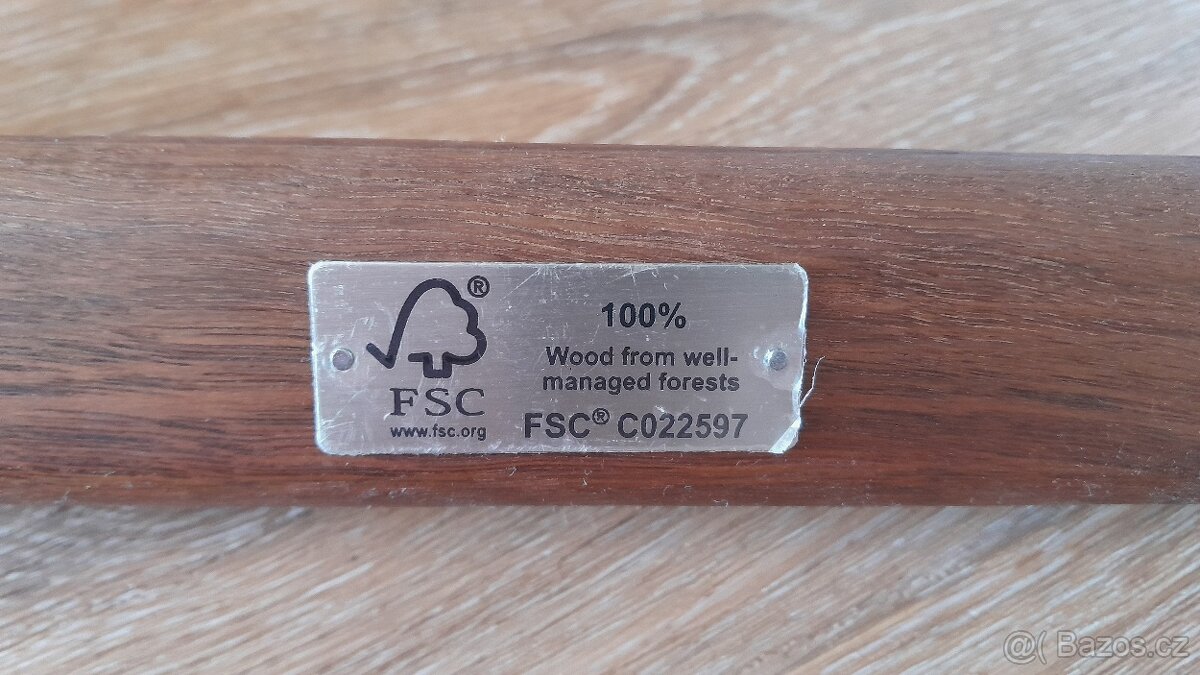 ®
FSC
www.fsc.org
100%
Wood from well-
managed forests
FSC® C022597
@( Bazos.cz